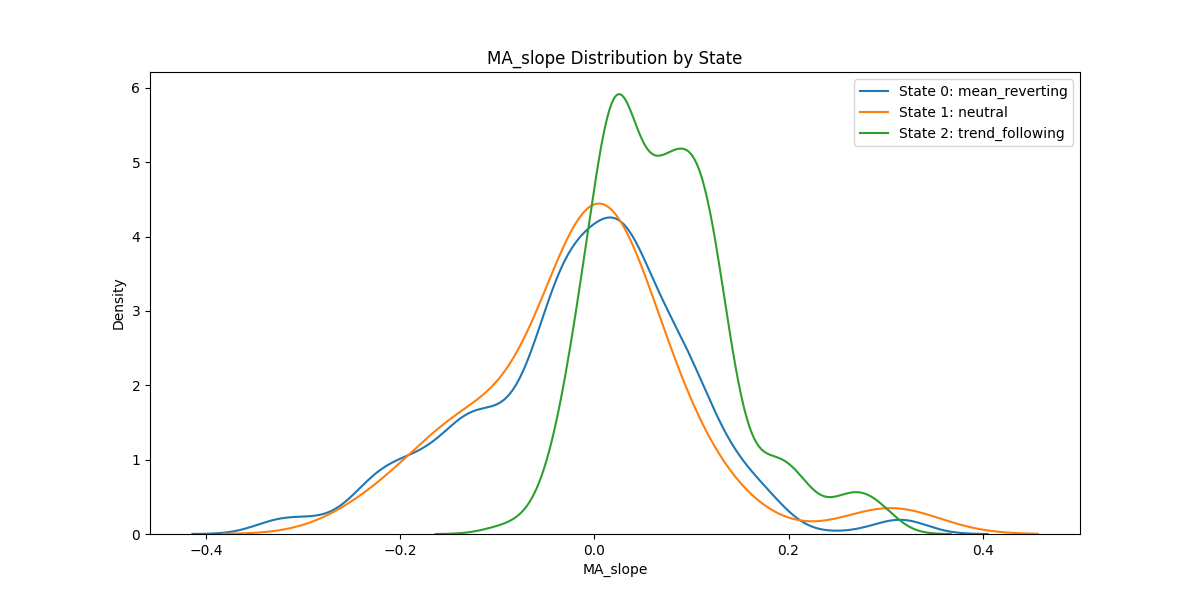 MA_slope Distribution by State
State 0: mean_reverting
State 1: neutral
State 2: trend_following
Density
6
5
4
3
2
1
0
−0.4
−0.2
0.0
0.2
0.4
MA_slope